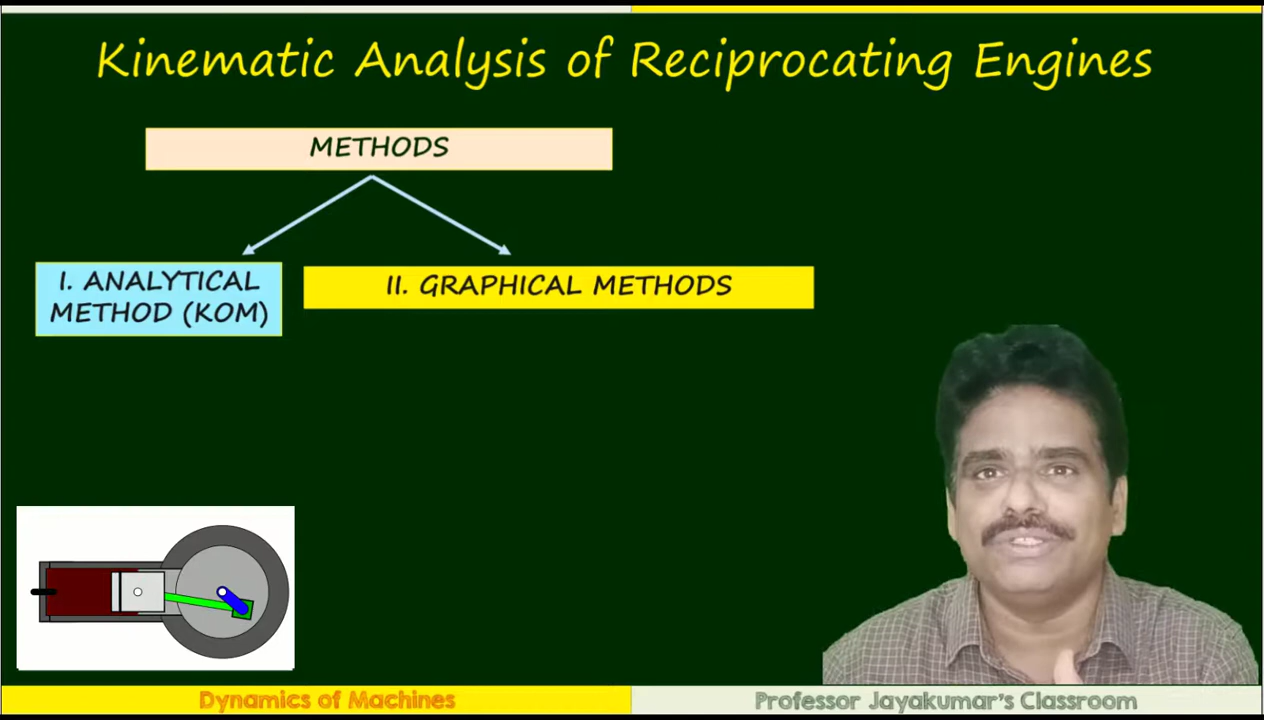 Kinematic Analysis of Reciprocating Engines
METHODS
I. ANALYTICAL
METHOD (KOM)
II. GRAPHICAL METHODS
Dynamics of Machines
Professor Jayakumar's Classroom